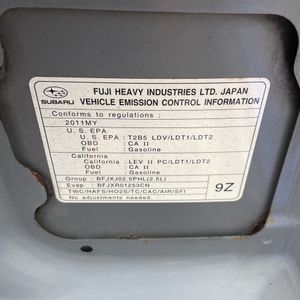 FUJI HEAVY INDUSTRIES LTD. JAPAN
SUBARU
VEHICLE EMISSION CONTROL INFORMATION
Conforms to regulations :
2011MY
U. S. EPA
U. S. EPA : T2B5 LDV/LDT1/LDT2
OBD : CA II
Fuel : Gasoline
California
California : LEV II PC/LDT1/LDT2
OBD : CA II
Fuel : Gasoline
Group : BFJXJ02.5PHL(2.5L)
Evap : BFJXR01253CN
TWC/HAFS/HO2S/TC/CAC/AIR/SFI
No adjustments needed.
9Z